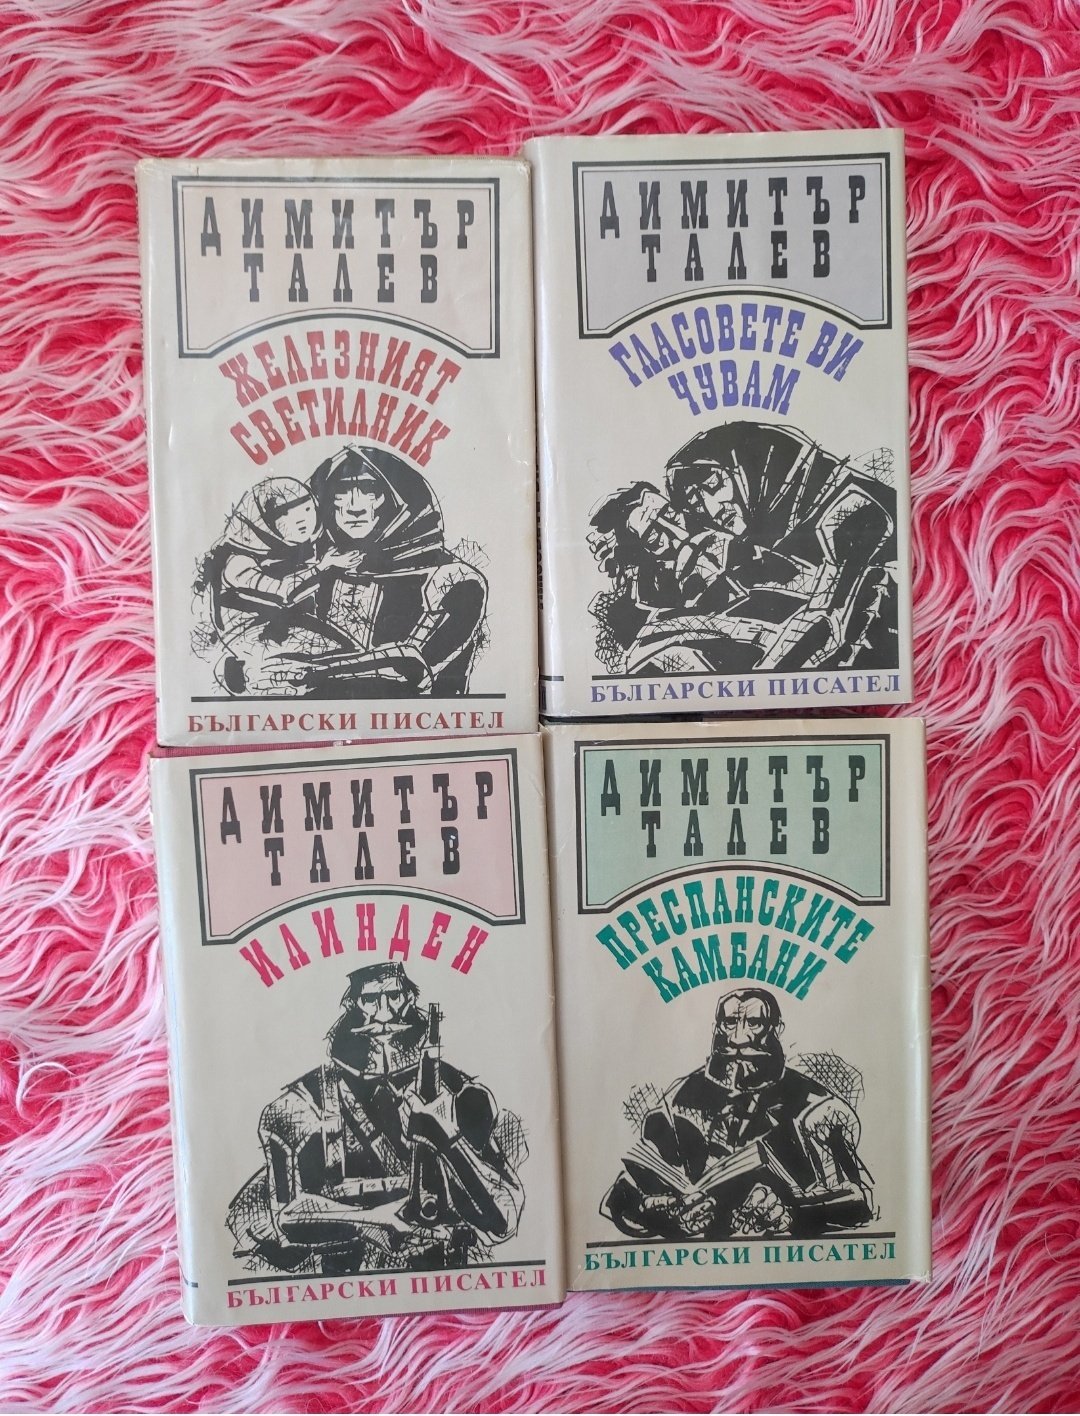 ДИМИТЪР
ТАЛЕВ
ЖЕЛЕЗНИЯТ
СВЕТИЛНИК
БЪЛГАРСКИ ПИСАТЕЛ
ДИМИТЪР
ТАЛЕВ
ГЛАСОВЕТЕ ВИ
ЧУВАМ
БЪЛГАРСКИ ПИСАТЕЛ
ДИМИТЪР
ТАЛЕВ
ИЛИНДЕН
БЪЛГАРСКИ ПИСАТЕЛ
ДИМИТЪР
ТАЛЕВ
ПРЕСПАНСКИТЕ
КАМБАНИ
БЪЛГАРСКИ ПИСАТЕЛ